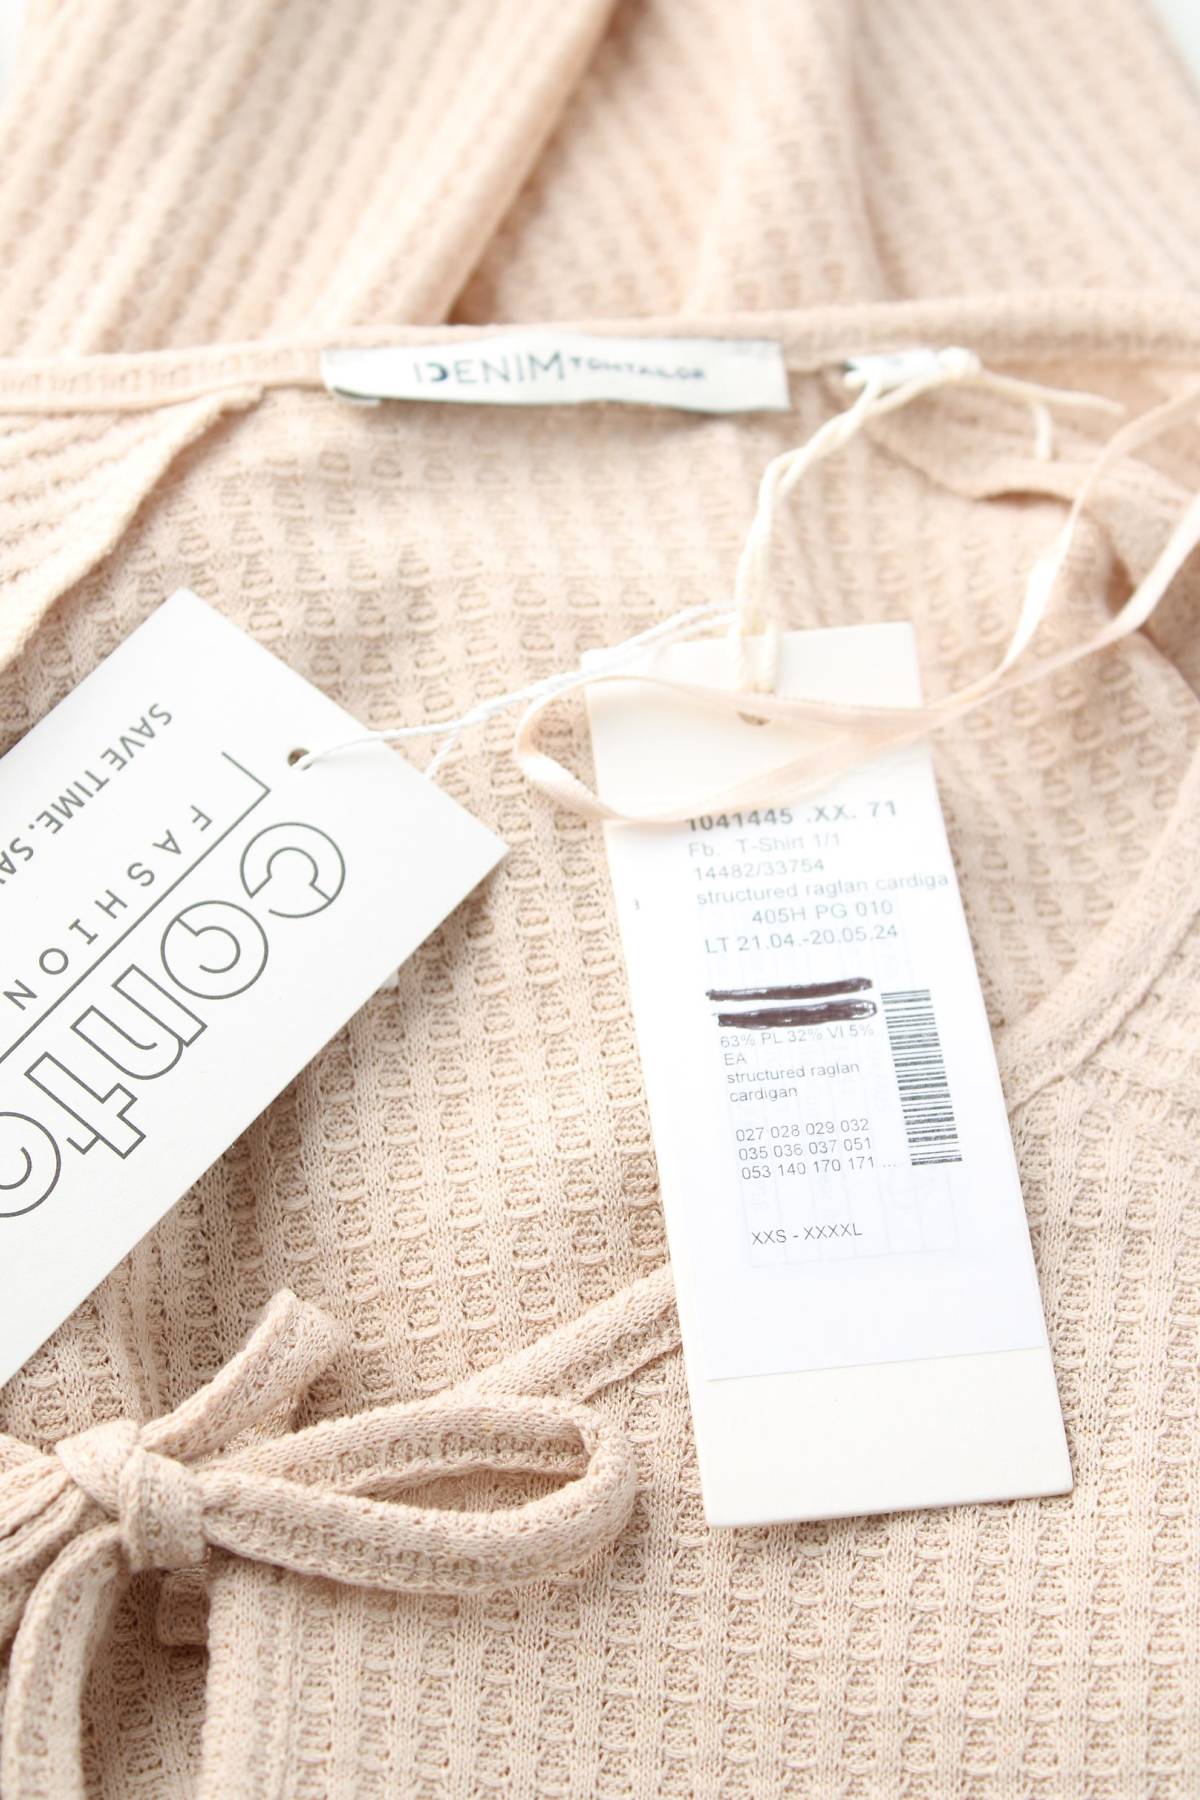 DENIM TOM TAILOR
SAVE TIME. SA
FASHION
conto
1041445 .XX. 71
Fb. T-Shirt 1/1
14482/33754
structured raglan cardiga
405H PG 010
LT 21.04.-20.05.24
63% PL 32% VI 5%
EA
structured raglan
cardigan
027 028 029 032
035 036 037 051
053 140 170 171 ...
XXS - XXXXL